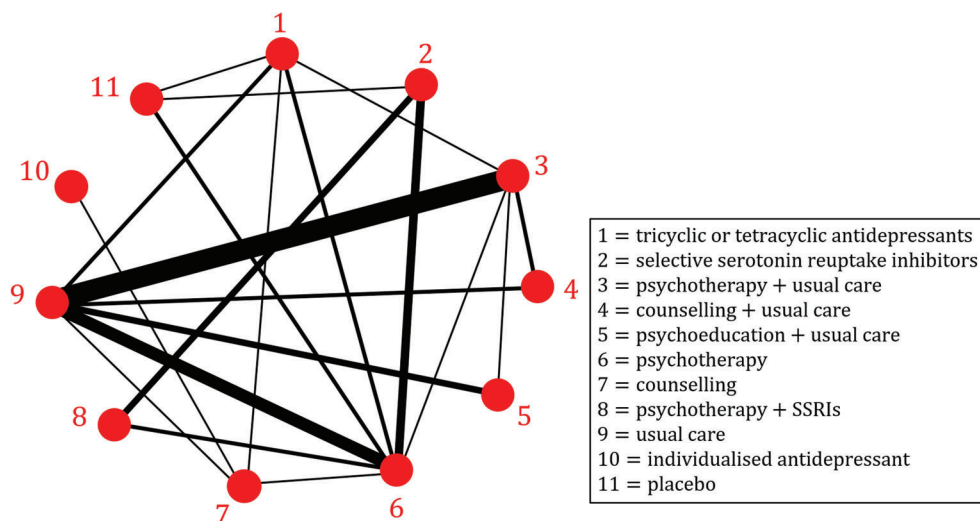 1
2
11
3
10
4
9
5
8
6
7
1 = tricyclic or tetracyclic antidepressants
2 = selective serotonin reuptake inhibitors
3 = psychotherapy + usual care
4 = counselling + usual care
5 = psychoeducation + usual care
6 = psychotherapy
7 = counselling
8 = psychotherapy + SSRIs
9 = usual care
10 = individualised antidepressant
11 = placebo